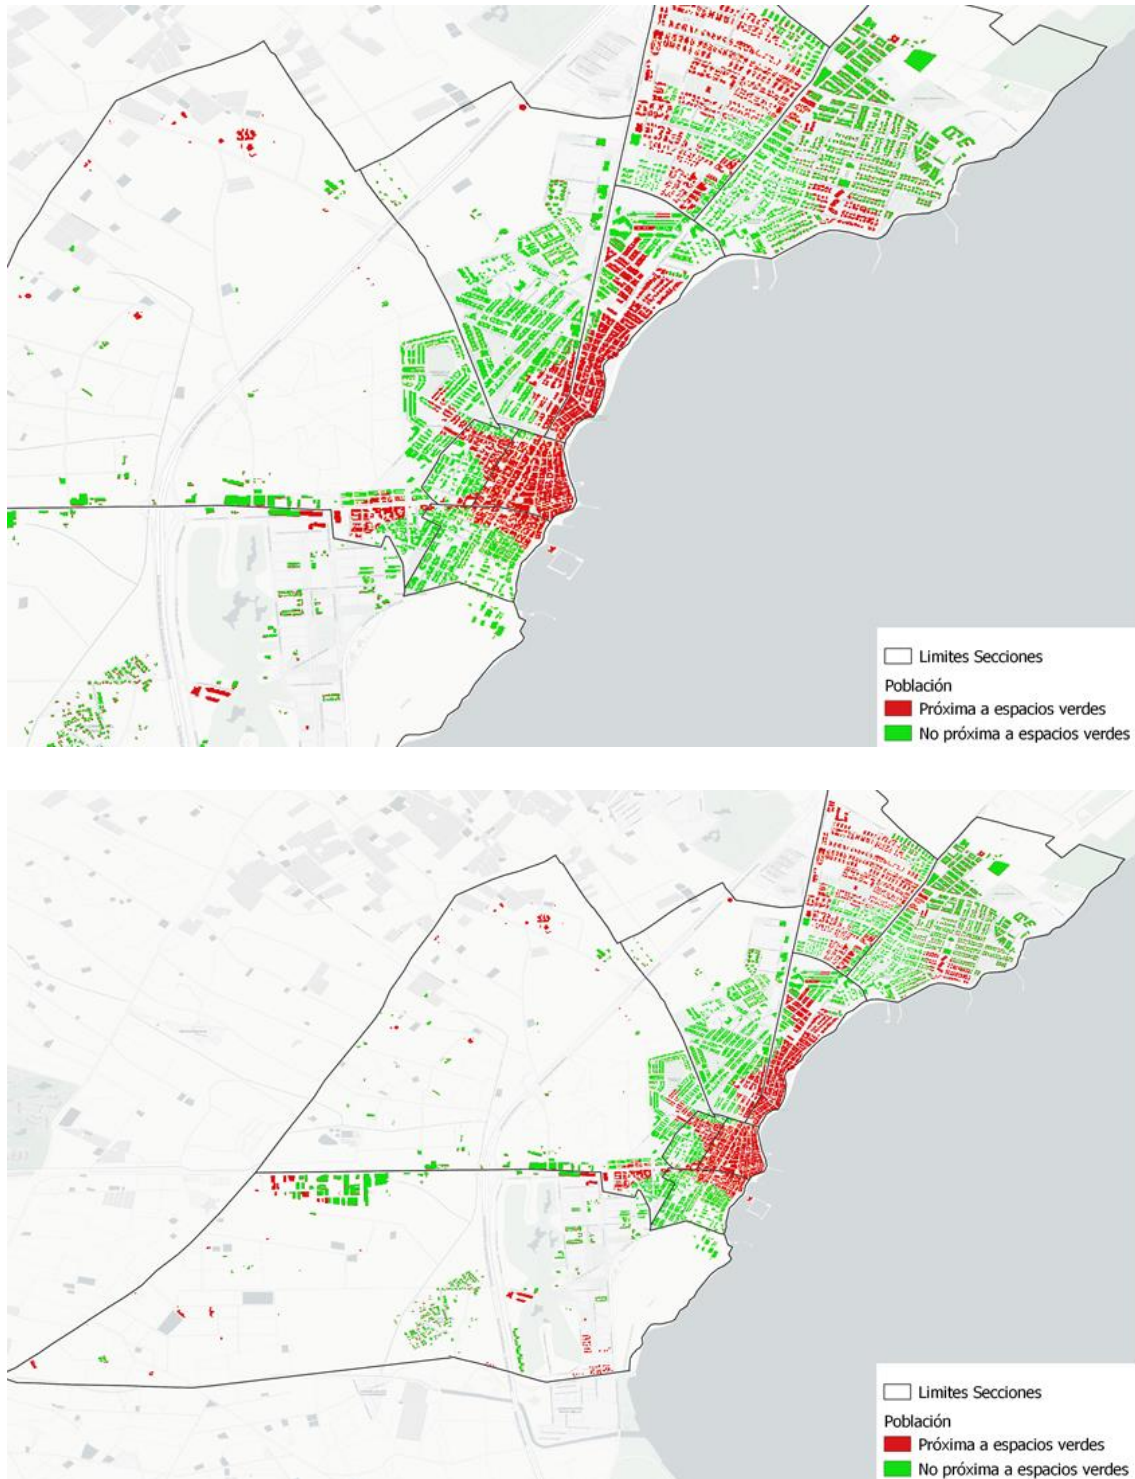 Limites Secciones
Población
Próxima a espacios verdes
No próxima a espacios verdes
Limites Secciones
Población
Próxima a espacios verdes
No próxima a espacios verdes